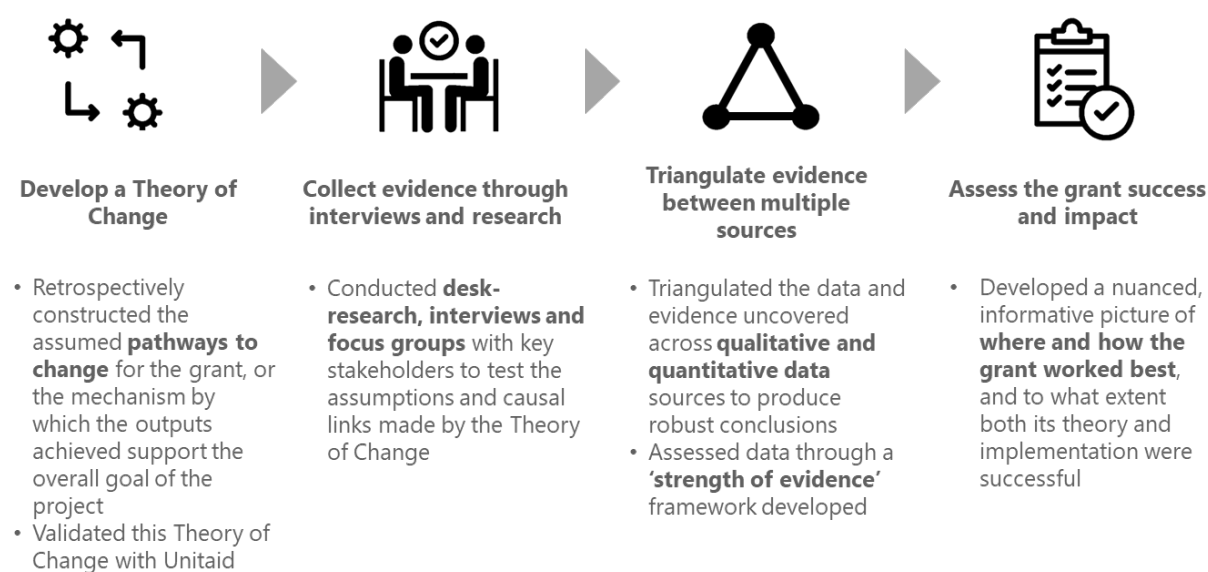 Develop a Theory of
Change
• Retrospectively
constructed the
assumed pathways to
change for the grant, or
the mechanism by
which the outputs
achieved support the
overall goal of the
project
• Validated this Theory of
Change with Unitaid
Collect evidence through
interviews and research
• Conducted desk-
research, interviews and
focus groups with key
stakeholders to test the
assumptions and causal
links made by the Theory
of Change
Triangulate evidence
between multiple
sources
• Triangulated the data and
evidence uncovered
across qualitative and
quantitative data
sources to produce
robust conclusions
• Assessed data through a
‘strength of evidence’
framework developed
Assess the grant success
and impact
• Developed a nuanced,
informative picture of
where and how the
grant worked best,
and to what extent
both its theory and
implementation were
successful